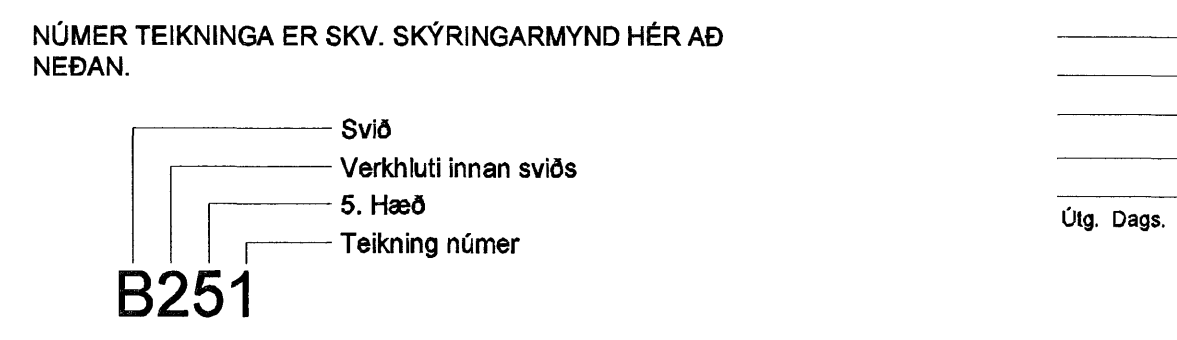 NÚMER TEIKNINGA ER SKV. SKÝRINGARMYND HÉR AÐ
NEÐAN.
Svið
Verkhluti innan sviðs
5. Hæð
Teikning númer
B251
Útg. Dags.